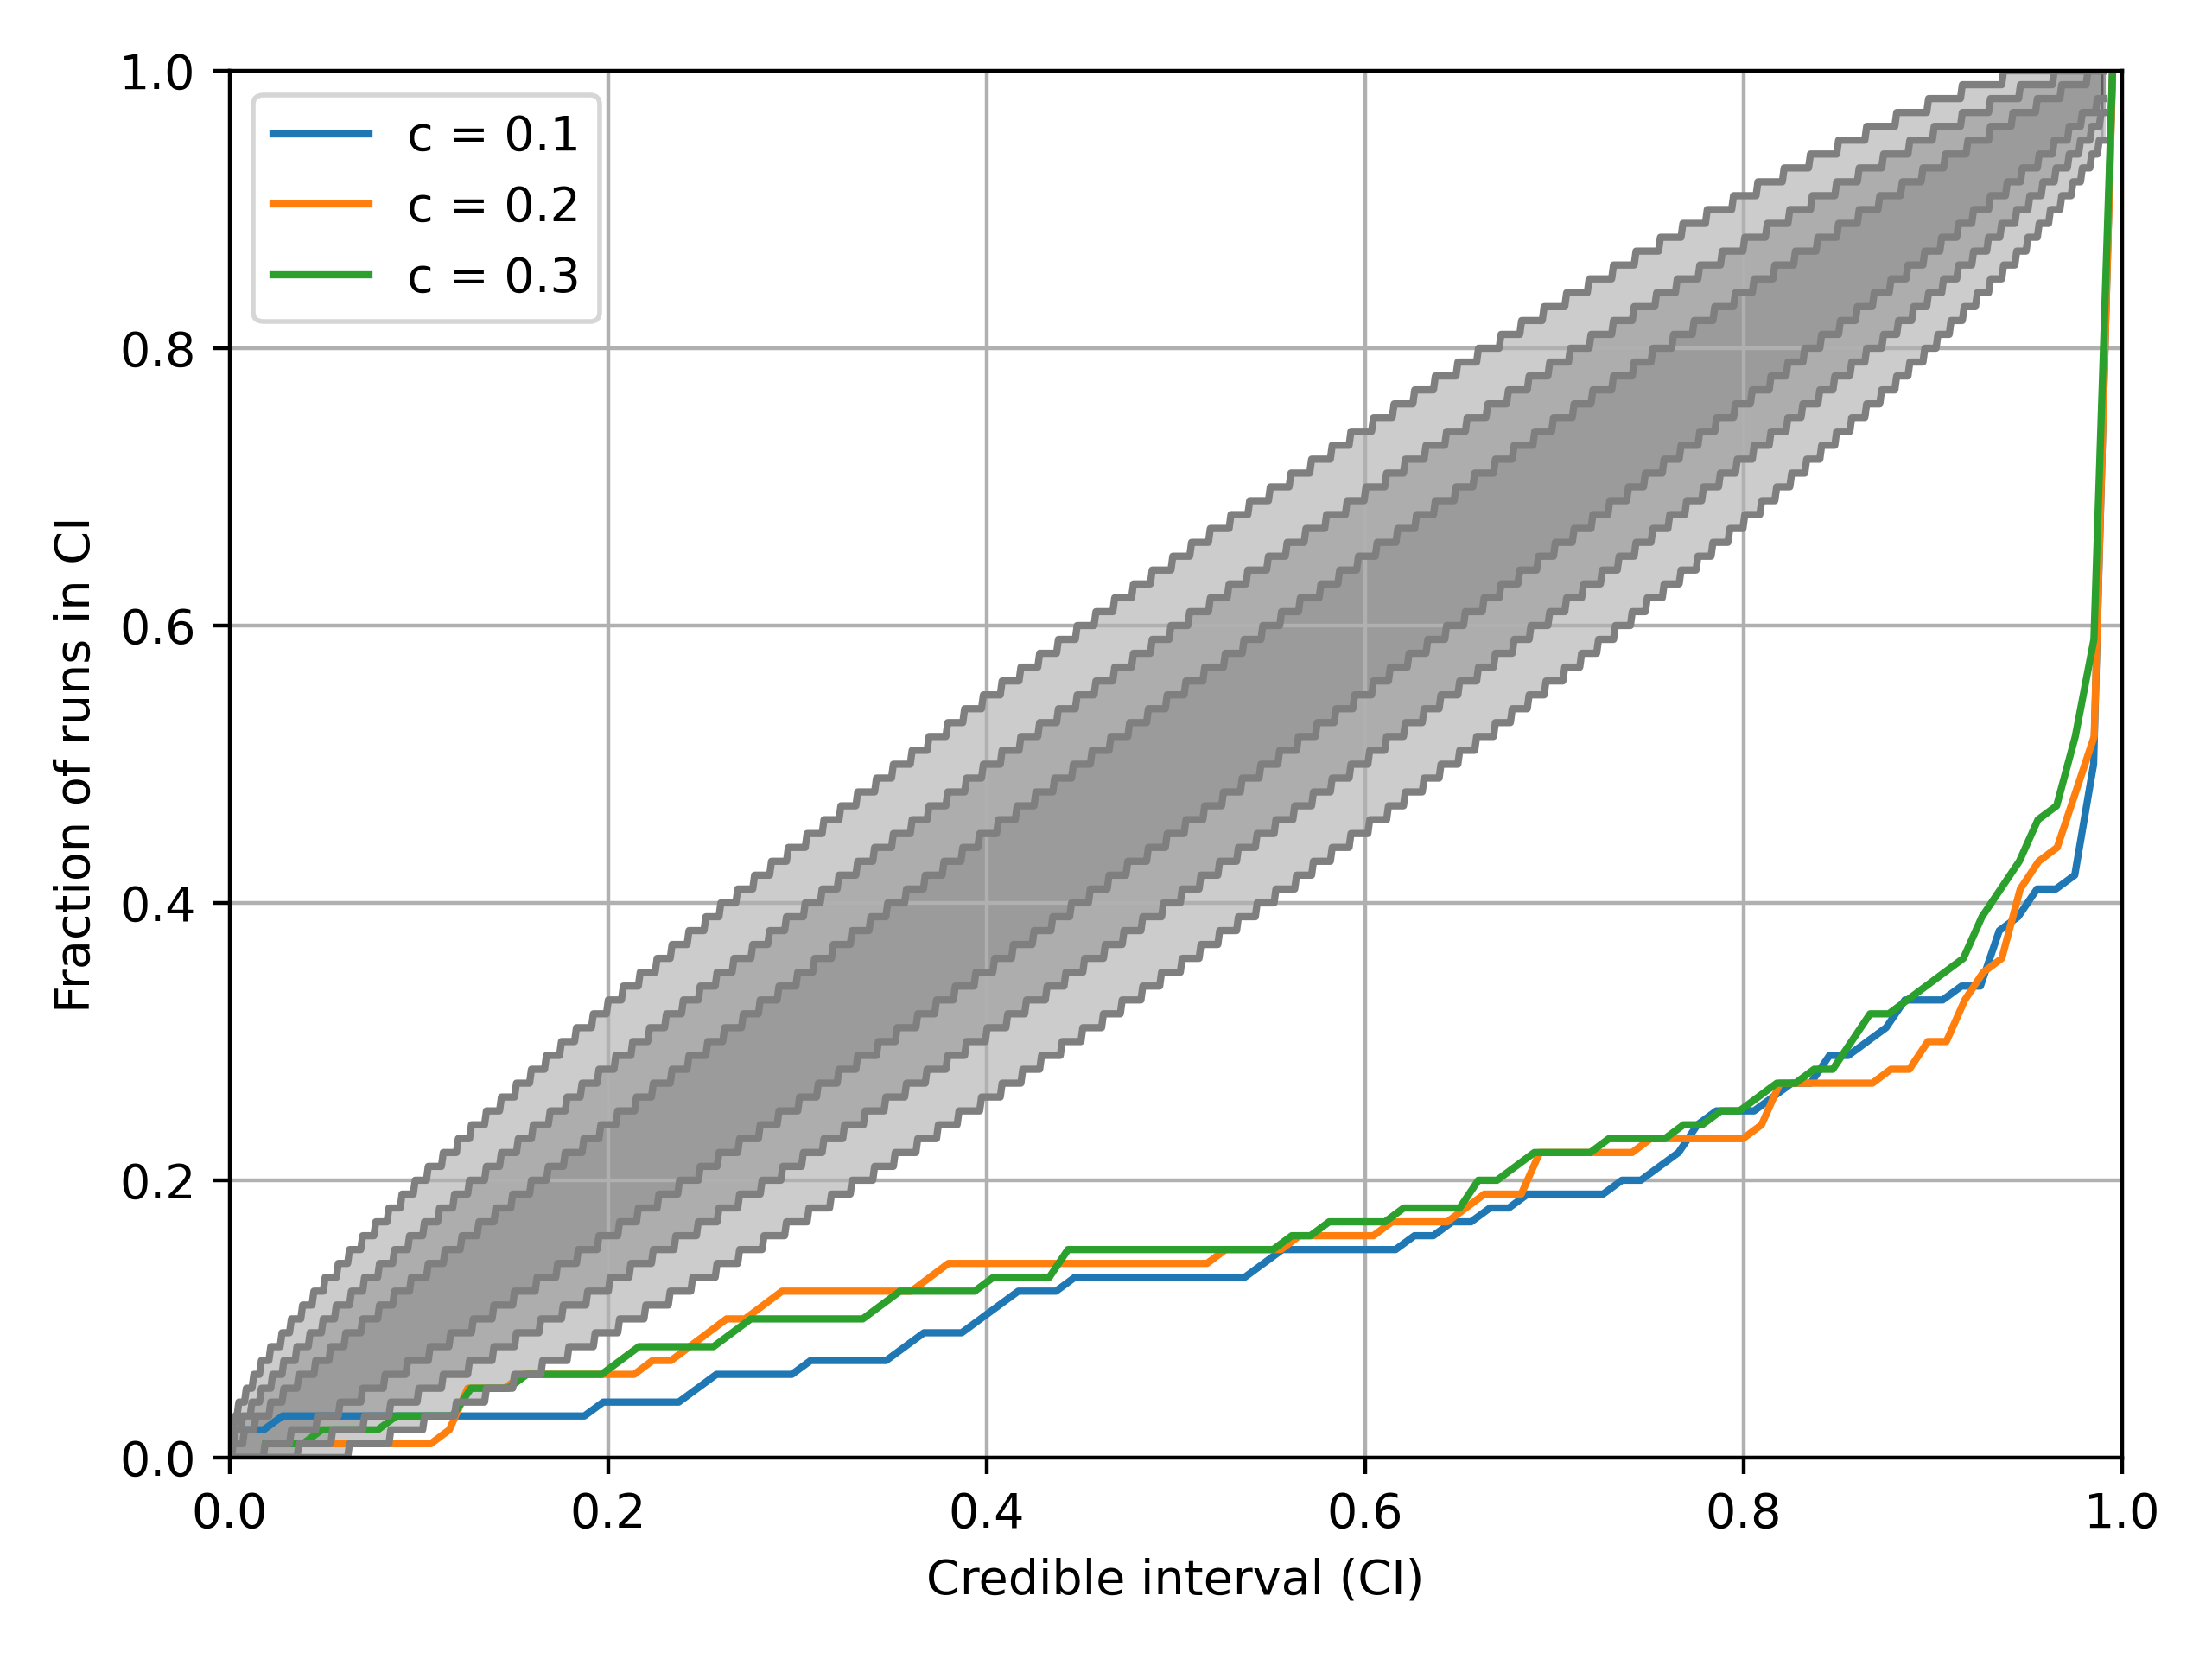 1.0
0.8
0.6
0.4
0.2
0.0
Fraction of runs in CI
c = 0.1
c = 0.2
c = 0.3
0.0 0.2 0.4 0.6 0.8 1.0
Credible interval (CI)